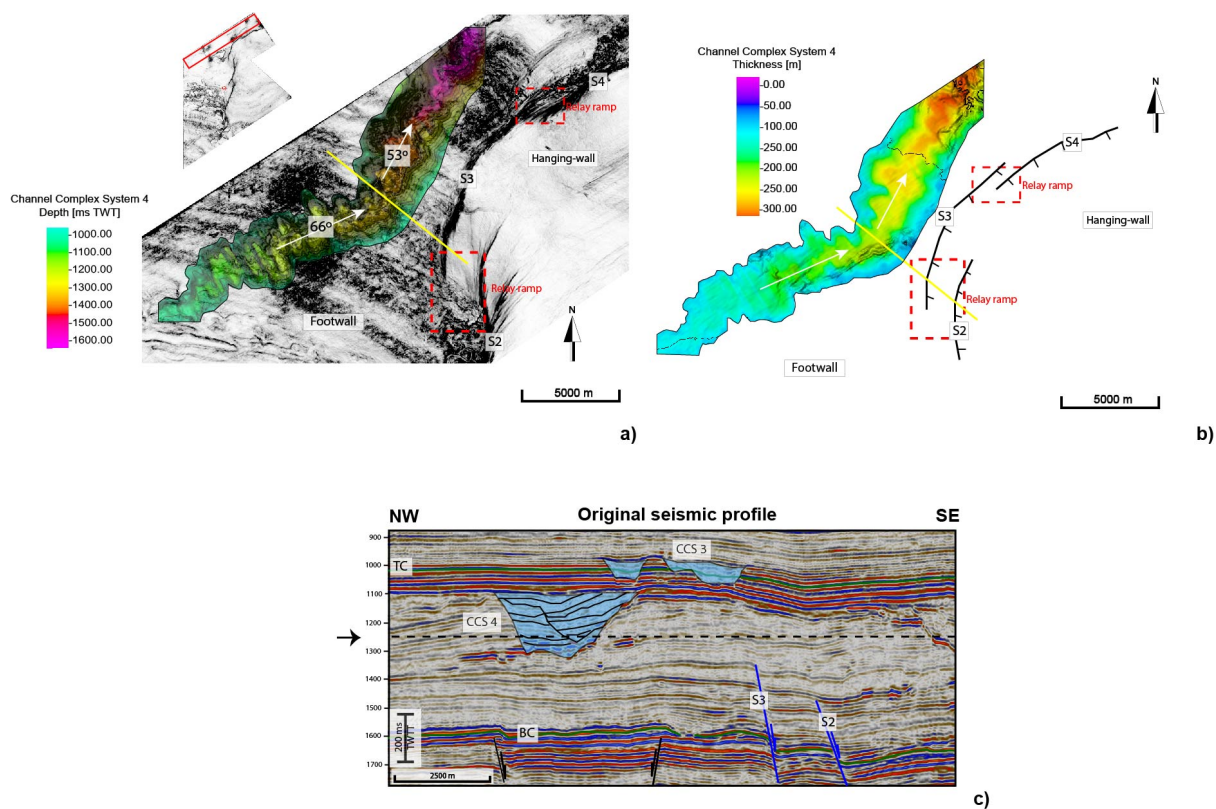 Channel Complex System 4
Depth [ms TWT]
-1000.00
-1100.00
-1200.00
-1300.00
-1400.00
-1500.00
-1600.00
53º
66º
S4
Relay ramp
Hanging-wall
S3
Relay-ramp
Footwall
S2
N
5000 m
a)
Channel Complex System 4
Thickness [m]
-0.00
-50.00
-100.00
-150.00
-200.00
-250.00
-300.00
N
S4
Relay ramp
S3
Hanging-wall
Relay ramp
S2
Footwall
5000 m
b)
NW
Original seismic profile
SE
900
1000
1100
1200
1300
1400
1500
1600
1700
TC
CCS 3
CCS 4
S3
S2
BC
200 ms
TWTT
2500 m
c)